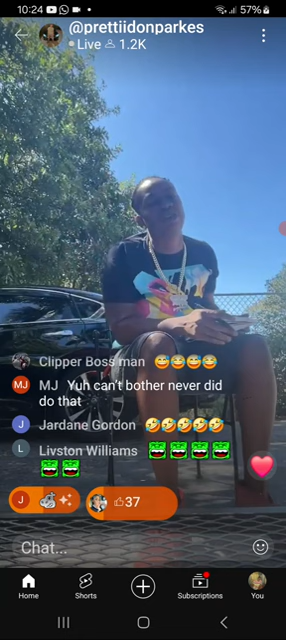 10:24
57%
@prettiidonparkes
Live 1.2K
Clipper Boss man
MJ MJ Yuh can't bother never did
do that
J Jardane Gordon
L Livston Williams
J
37
Chat...
Home Shorts Subscriptions You